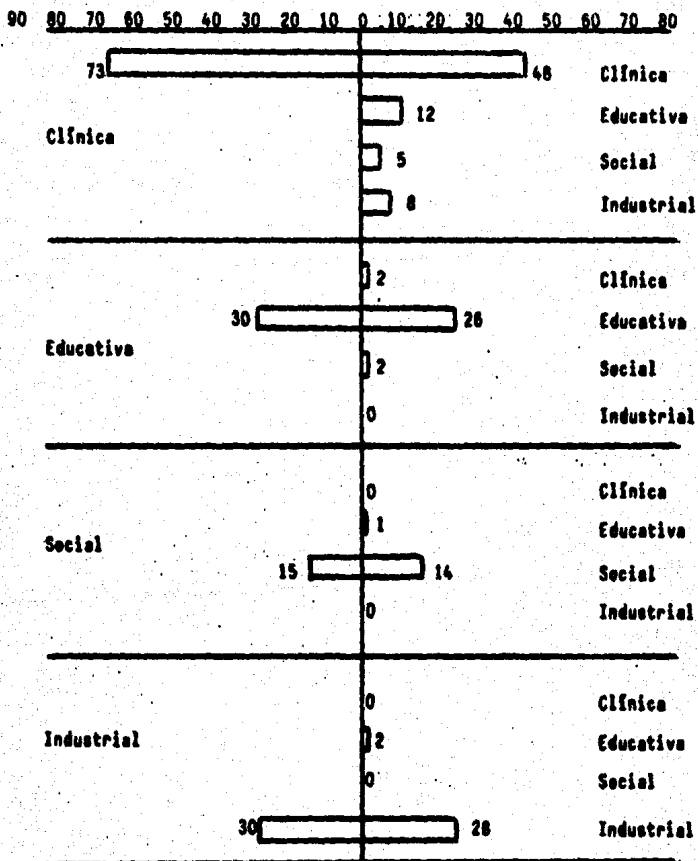 90 80 70 60 50 40 30 20 10 0 10 20 30 40 50 60 70 80
73 48 Clínica
12 Educativa
Clínica
5 Social
8 Industrial
2 Clínica
30 26 Educativa
Educativa
2 Social
0 Industrial
0 Clínica
1 Educativa
Social
15 14 Social
0 Industrial
0 Clínica
Industrial 2 Educativa
0 Social
30 28 Industrial